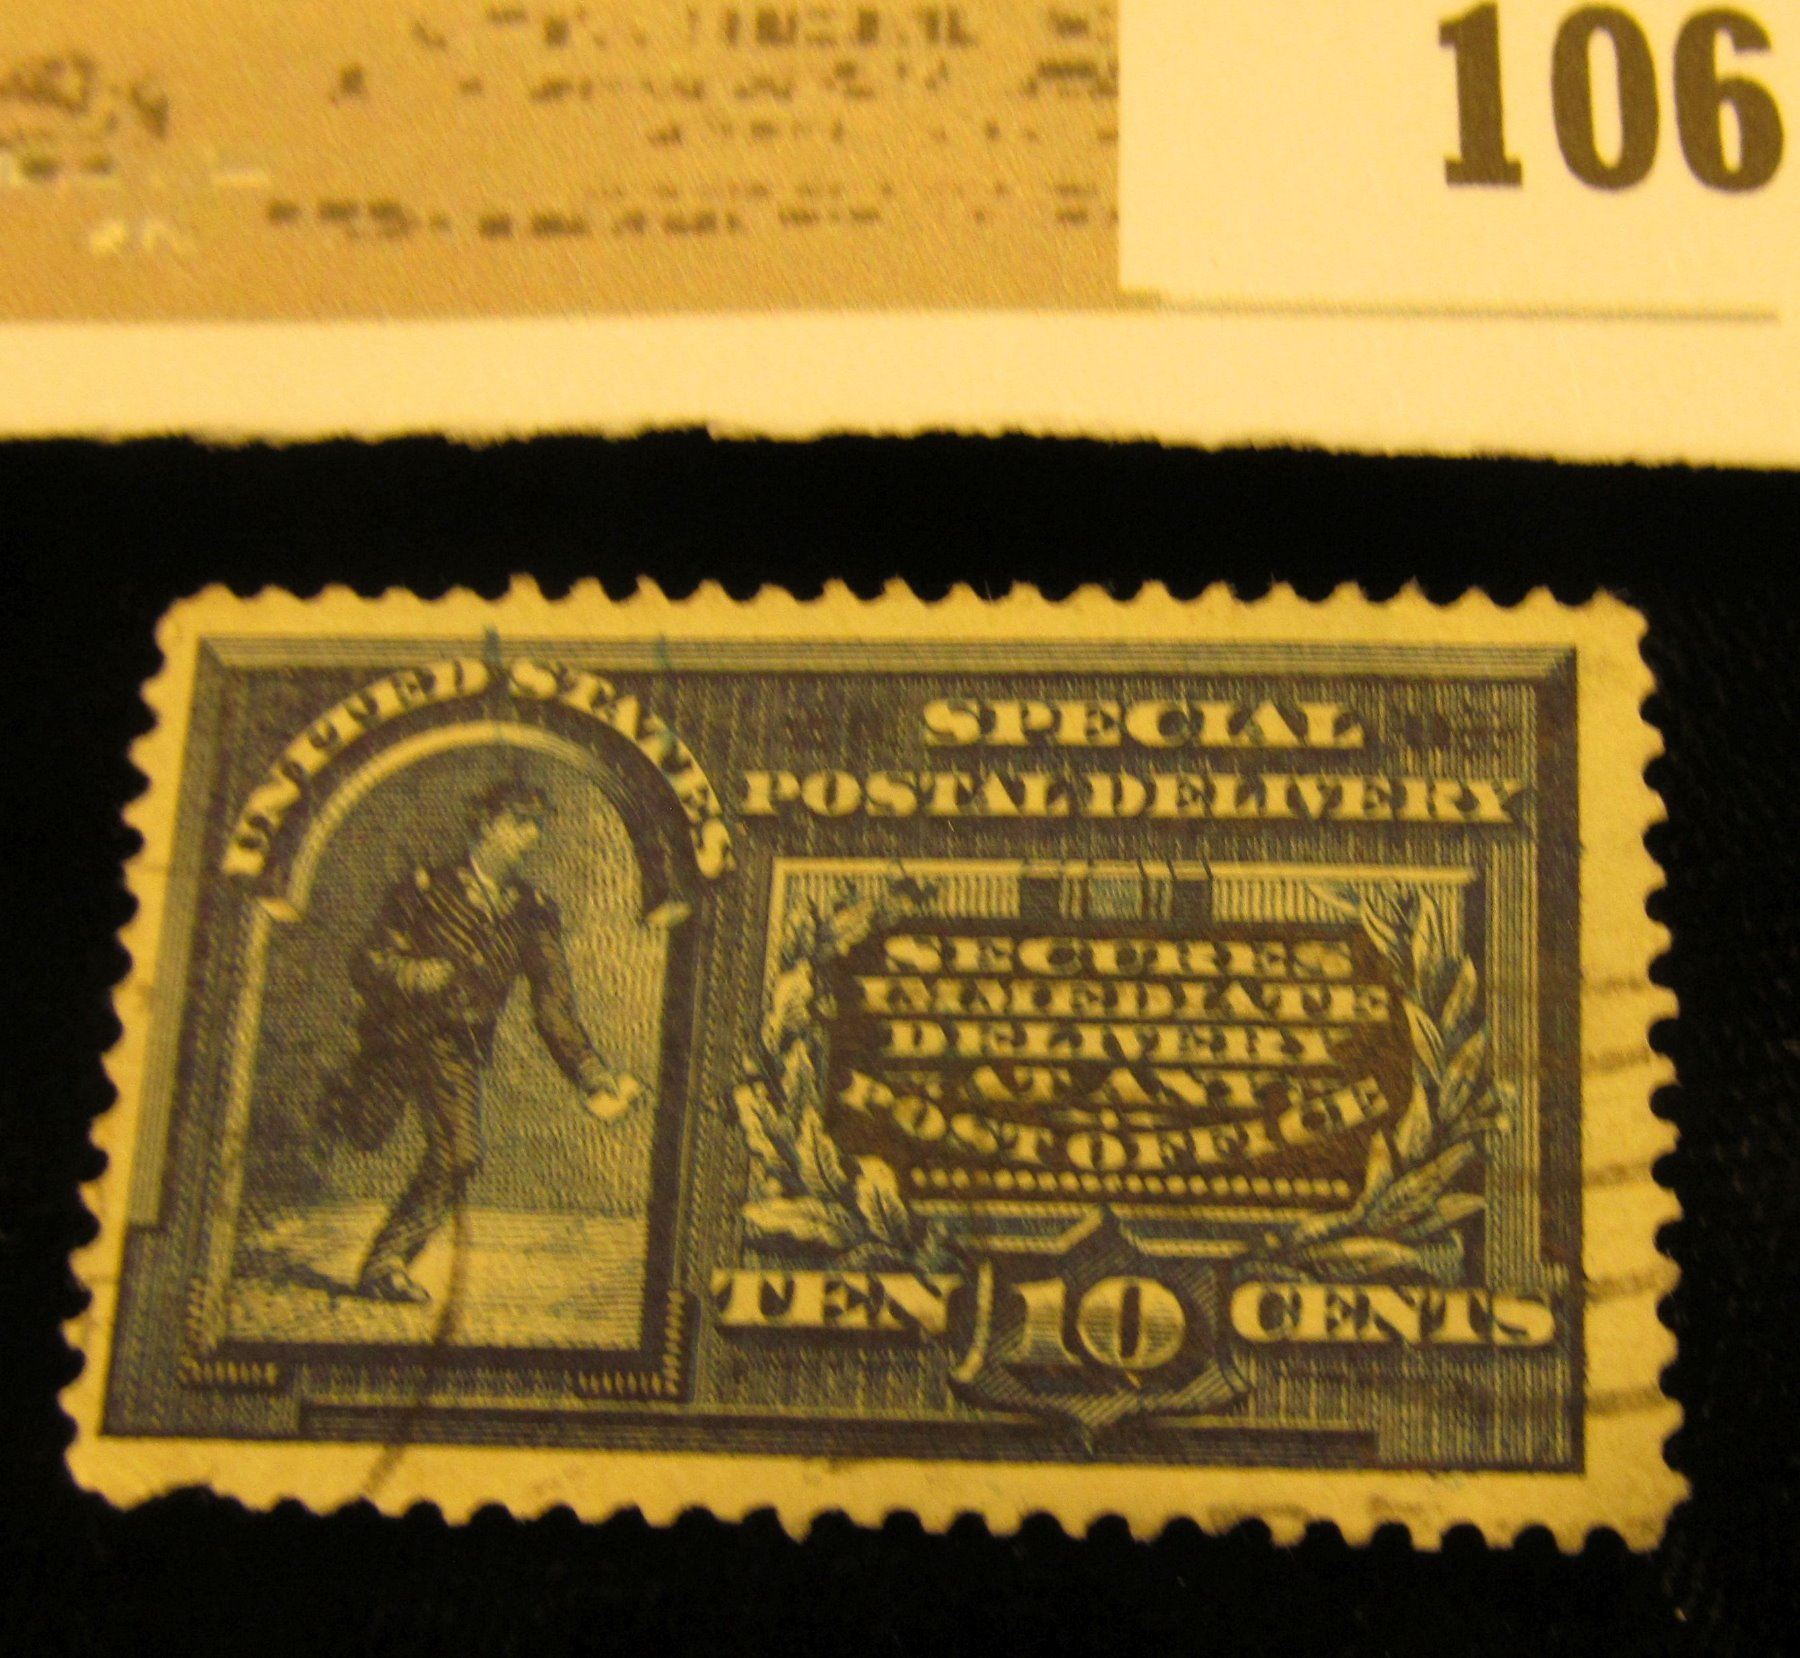 106
UNITED STATES
SPECIAL
POSTAL DELIVERY
SECURES
IMMEDIATE
DELIVERY
AT ANY
POST OFFICE
TEN 10 CENTS